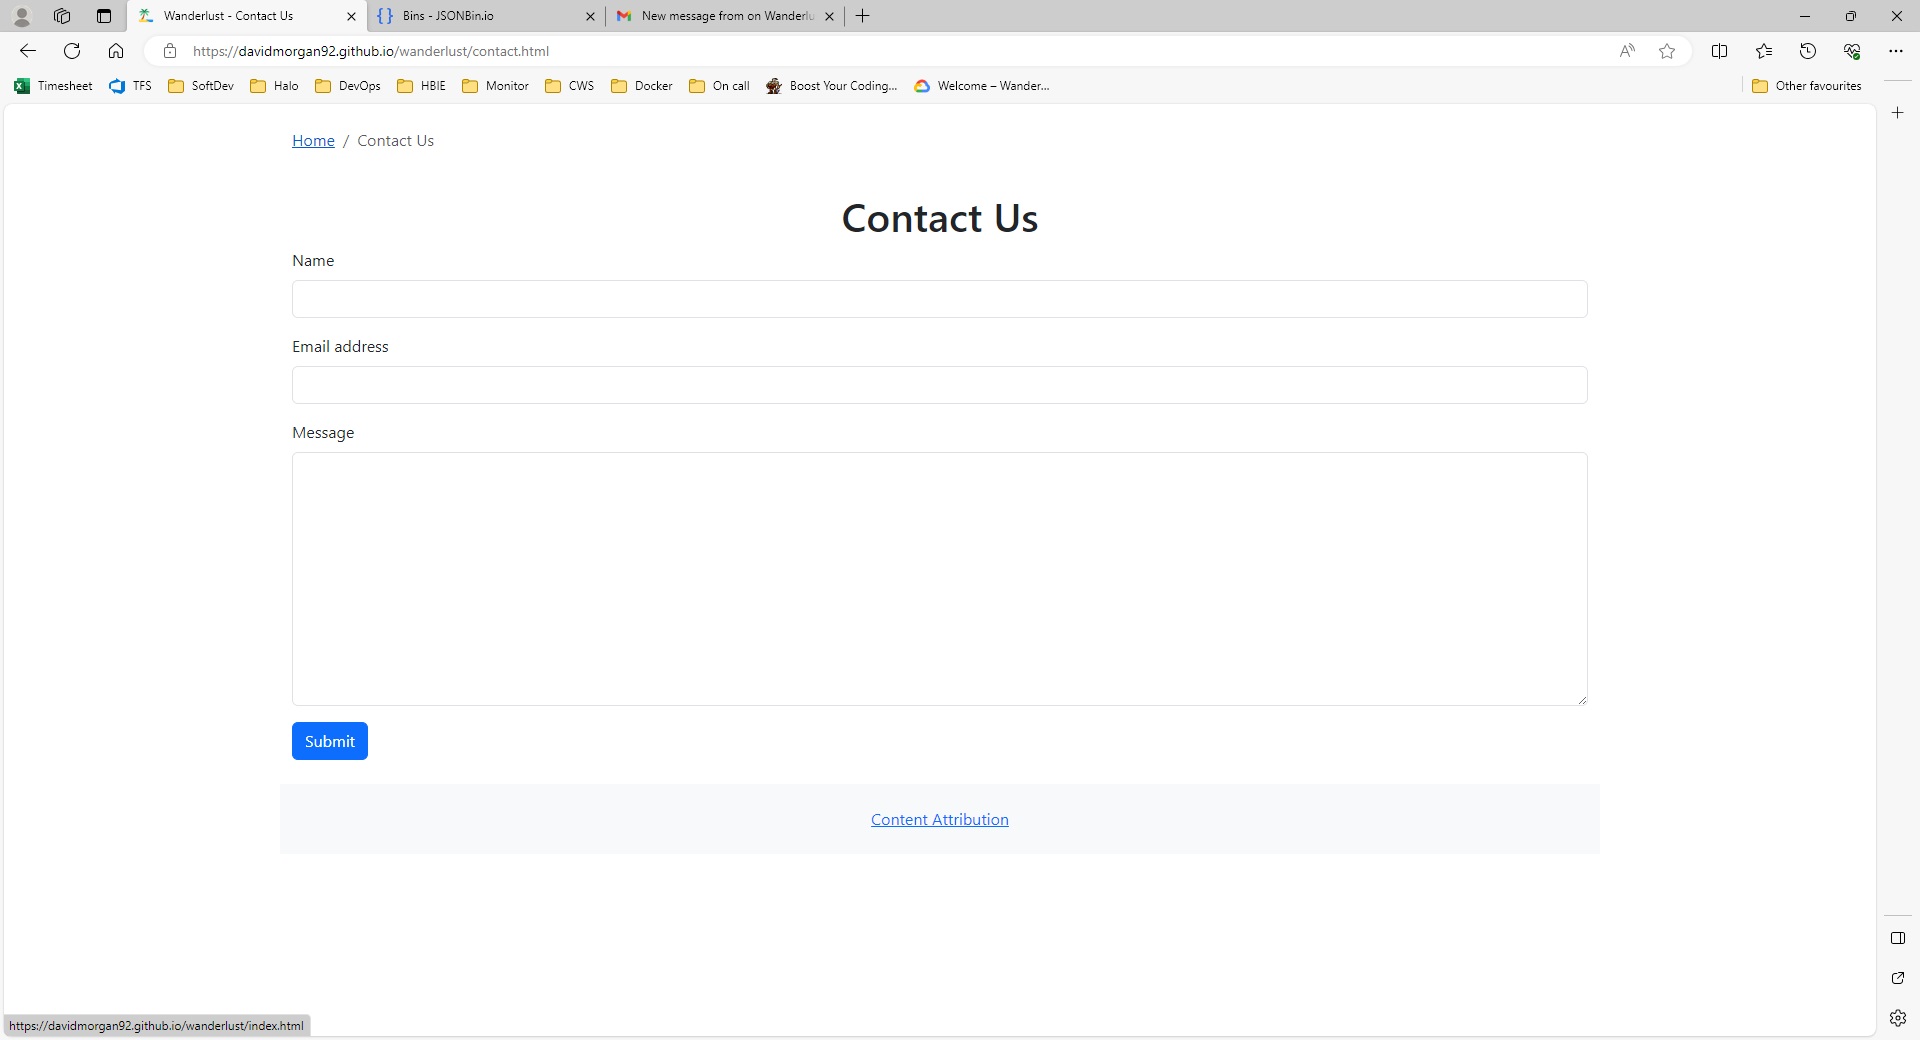 Wanderlust - Contact Us
Bins - JSONBin.io
New message from on Wanderlu
https://davidmorgan92.github.io/wanderlust/contact.html
Timesheet
TFS
SoftDev
Halo
DevOps
HBIE
Monitor
CWS
Docker
On call
Boost Your Coding...
Welcome – Wander...
Other favourites
Home / Contact Us
Contact Us
Name
Email address
Message
Submit
Content Attribution
https://davidmorgan92.github.io/wanderlust/index.html